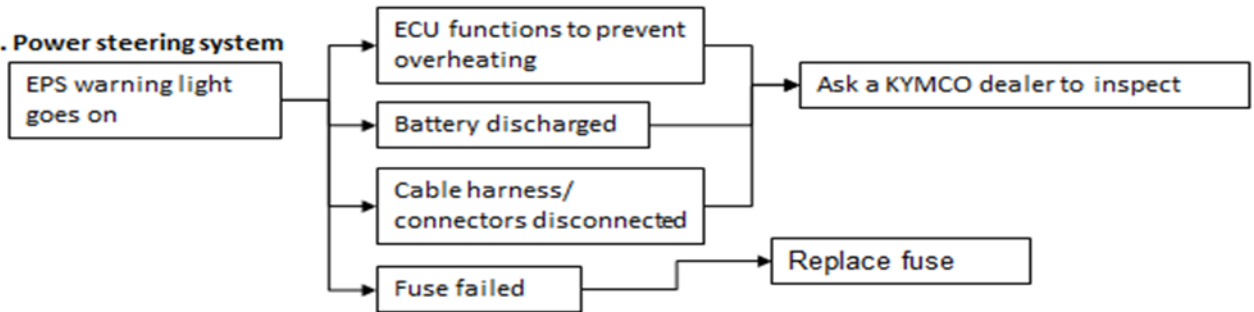 . Power steering system
EPS warning light
goes on
ECU functions to prevent
overheating
Battery discharged
Cable harness/
connectors disconnected
Fuse failed
Ask a KYMCO dealer to inspect
Replace fuse